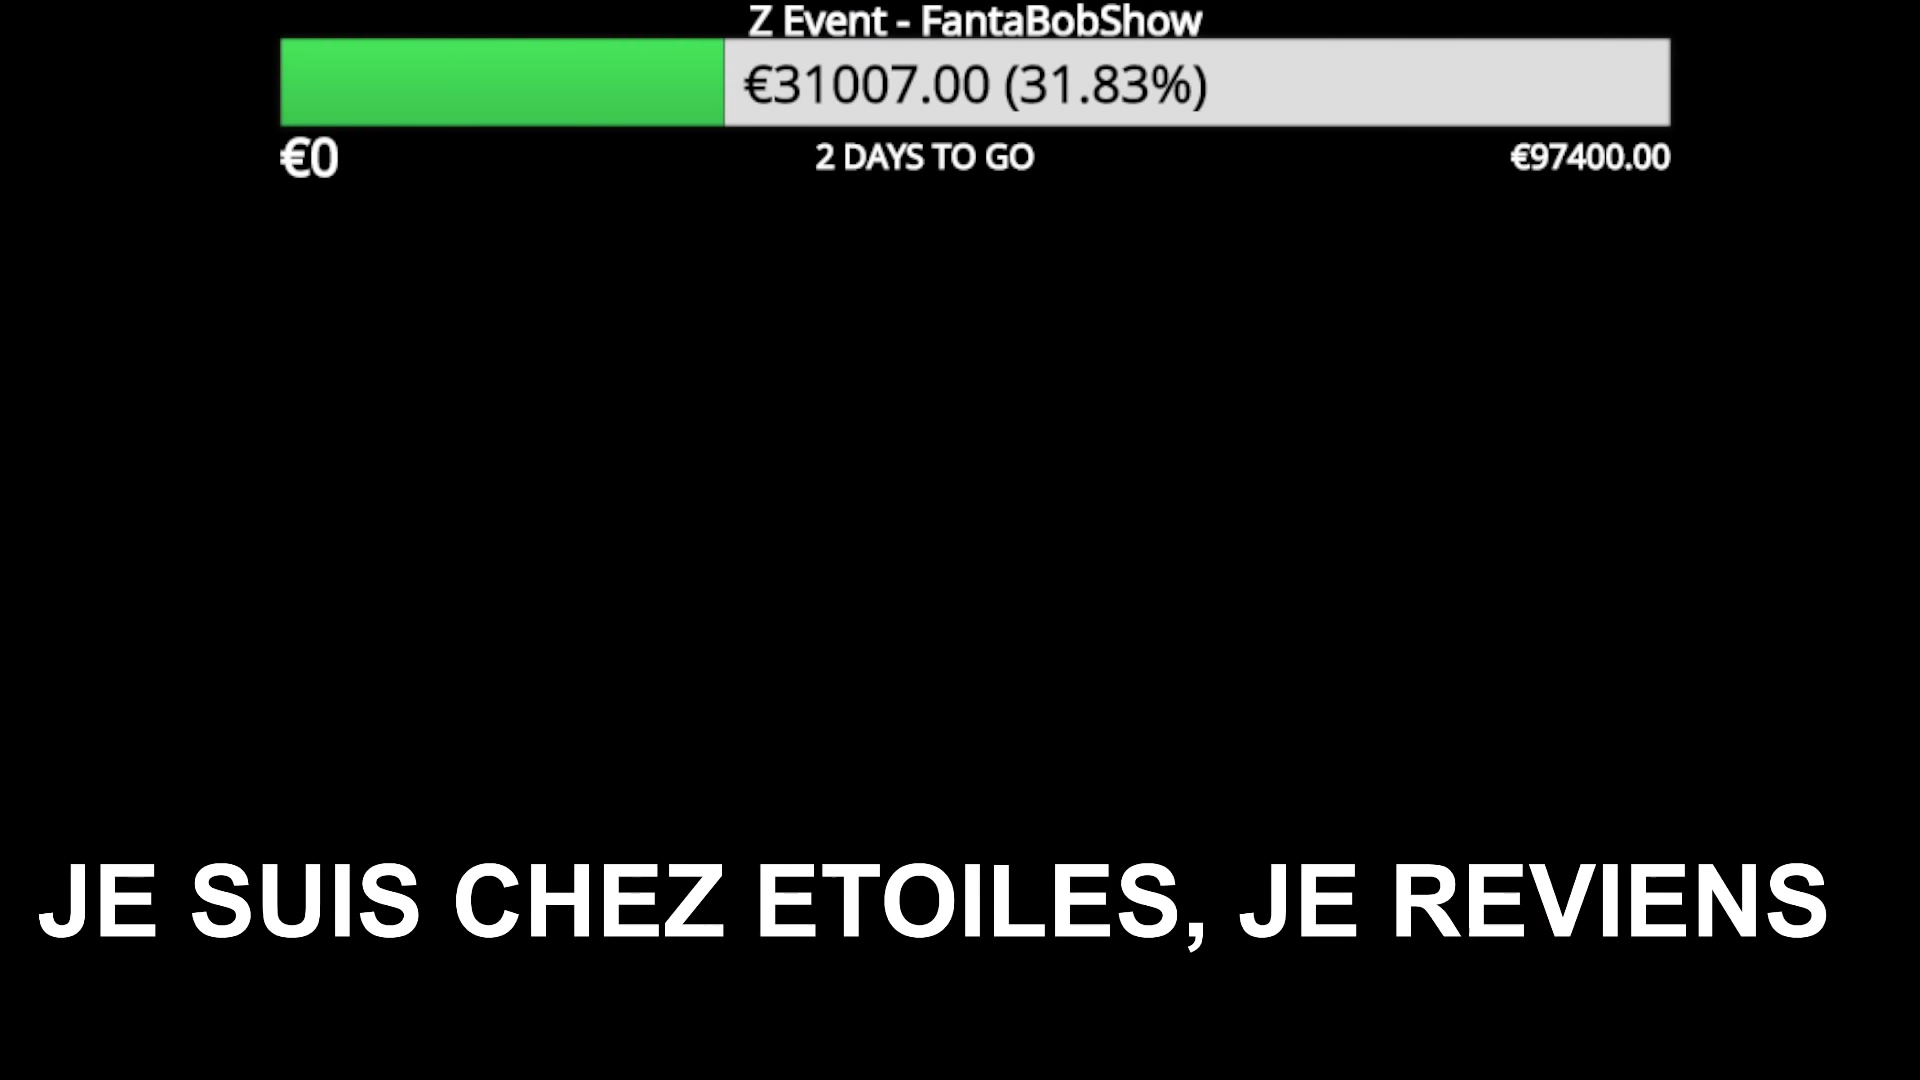 Z Event - FantaBobShow
€31007.00 (31.83%)
€0 2 DAYS TO GO €97400.00
JE SUIS CHEZ ETOILES, JE REVIENS